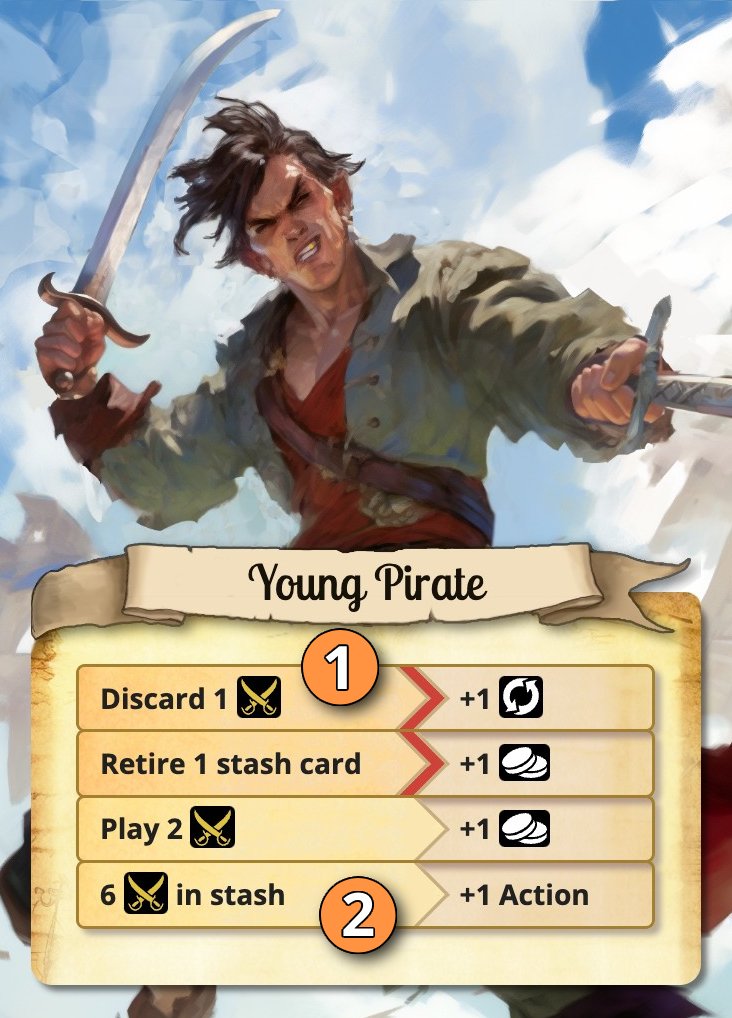 Young Pirate
1
Discard 1 +1
Retire 1 stash card +1
Play 2 +1
6 in stash +1 Action
2